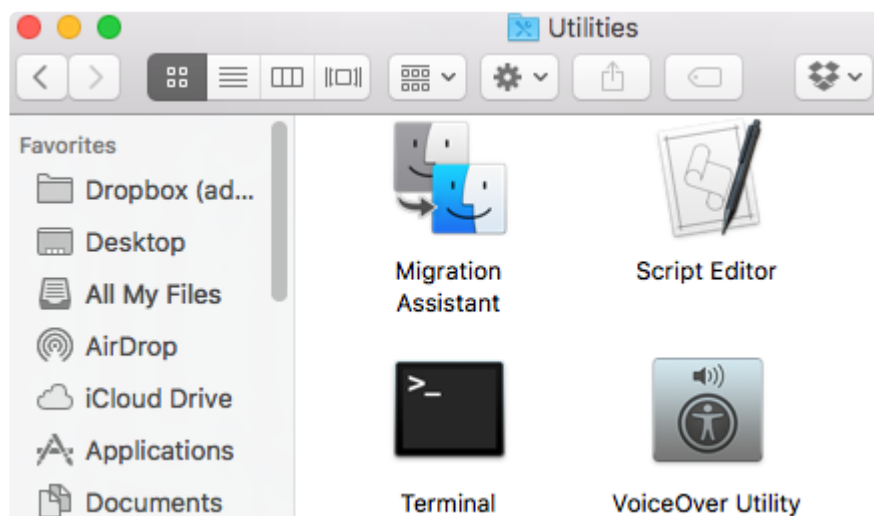 Utilities
Favorites
Dropbox (ad...
Desktop
All My Files
AirDrop
iCloud Drive
Applications
Documents
Migration
Assistant
Script Editor
>_
Terminal
VoiceOver Utility